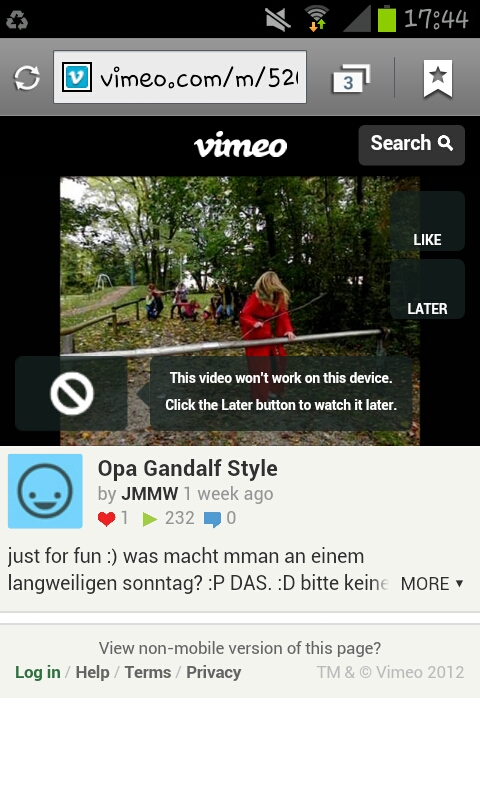 17:44
vimeo.com/m/520
3
vimeo
Search
LIKE
LATER
This video won't work on this device.
Click the Later button to watch it later.
Opa Gandalf Style
by JMMW 1 week ago
1 232 0
just for fun :) was macht mman an einem
langweiligen sonntag? :P DAS. :D bitte keine MORE
View non-mobile version of this page?
Log in / Help / Terms / Privacy TM & © Vimeo 2012